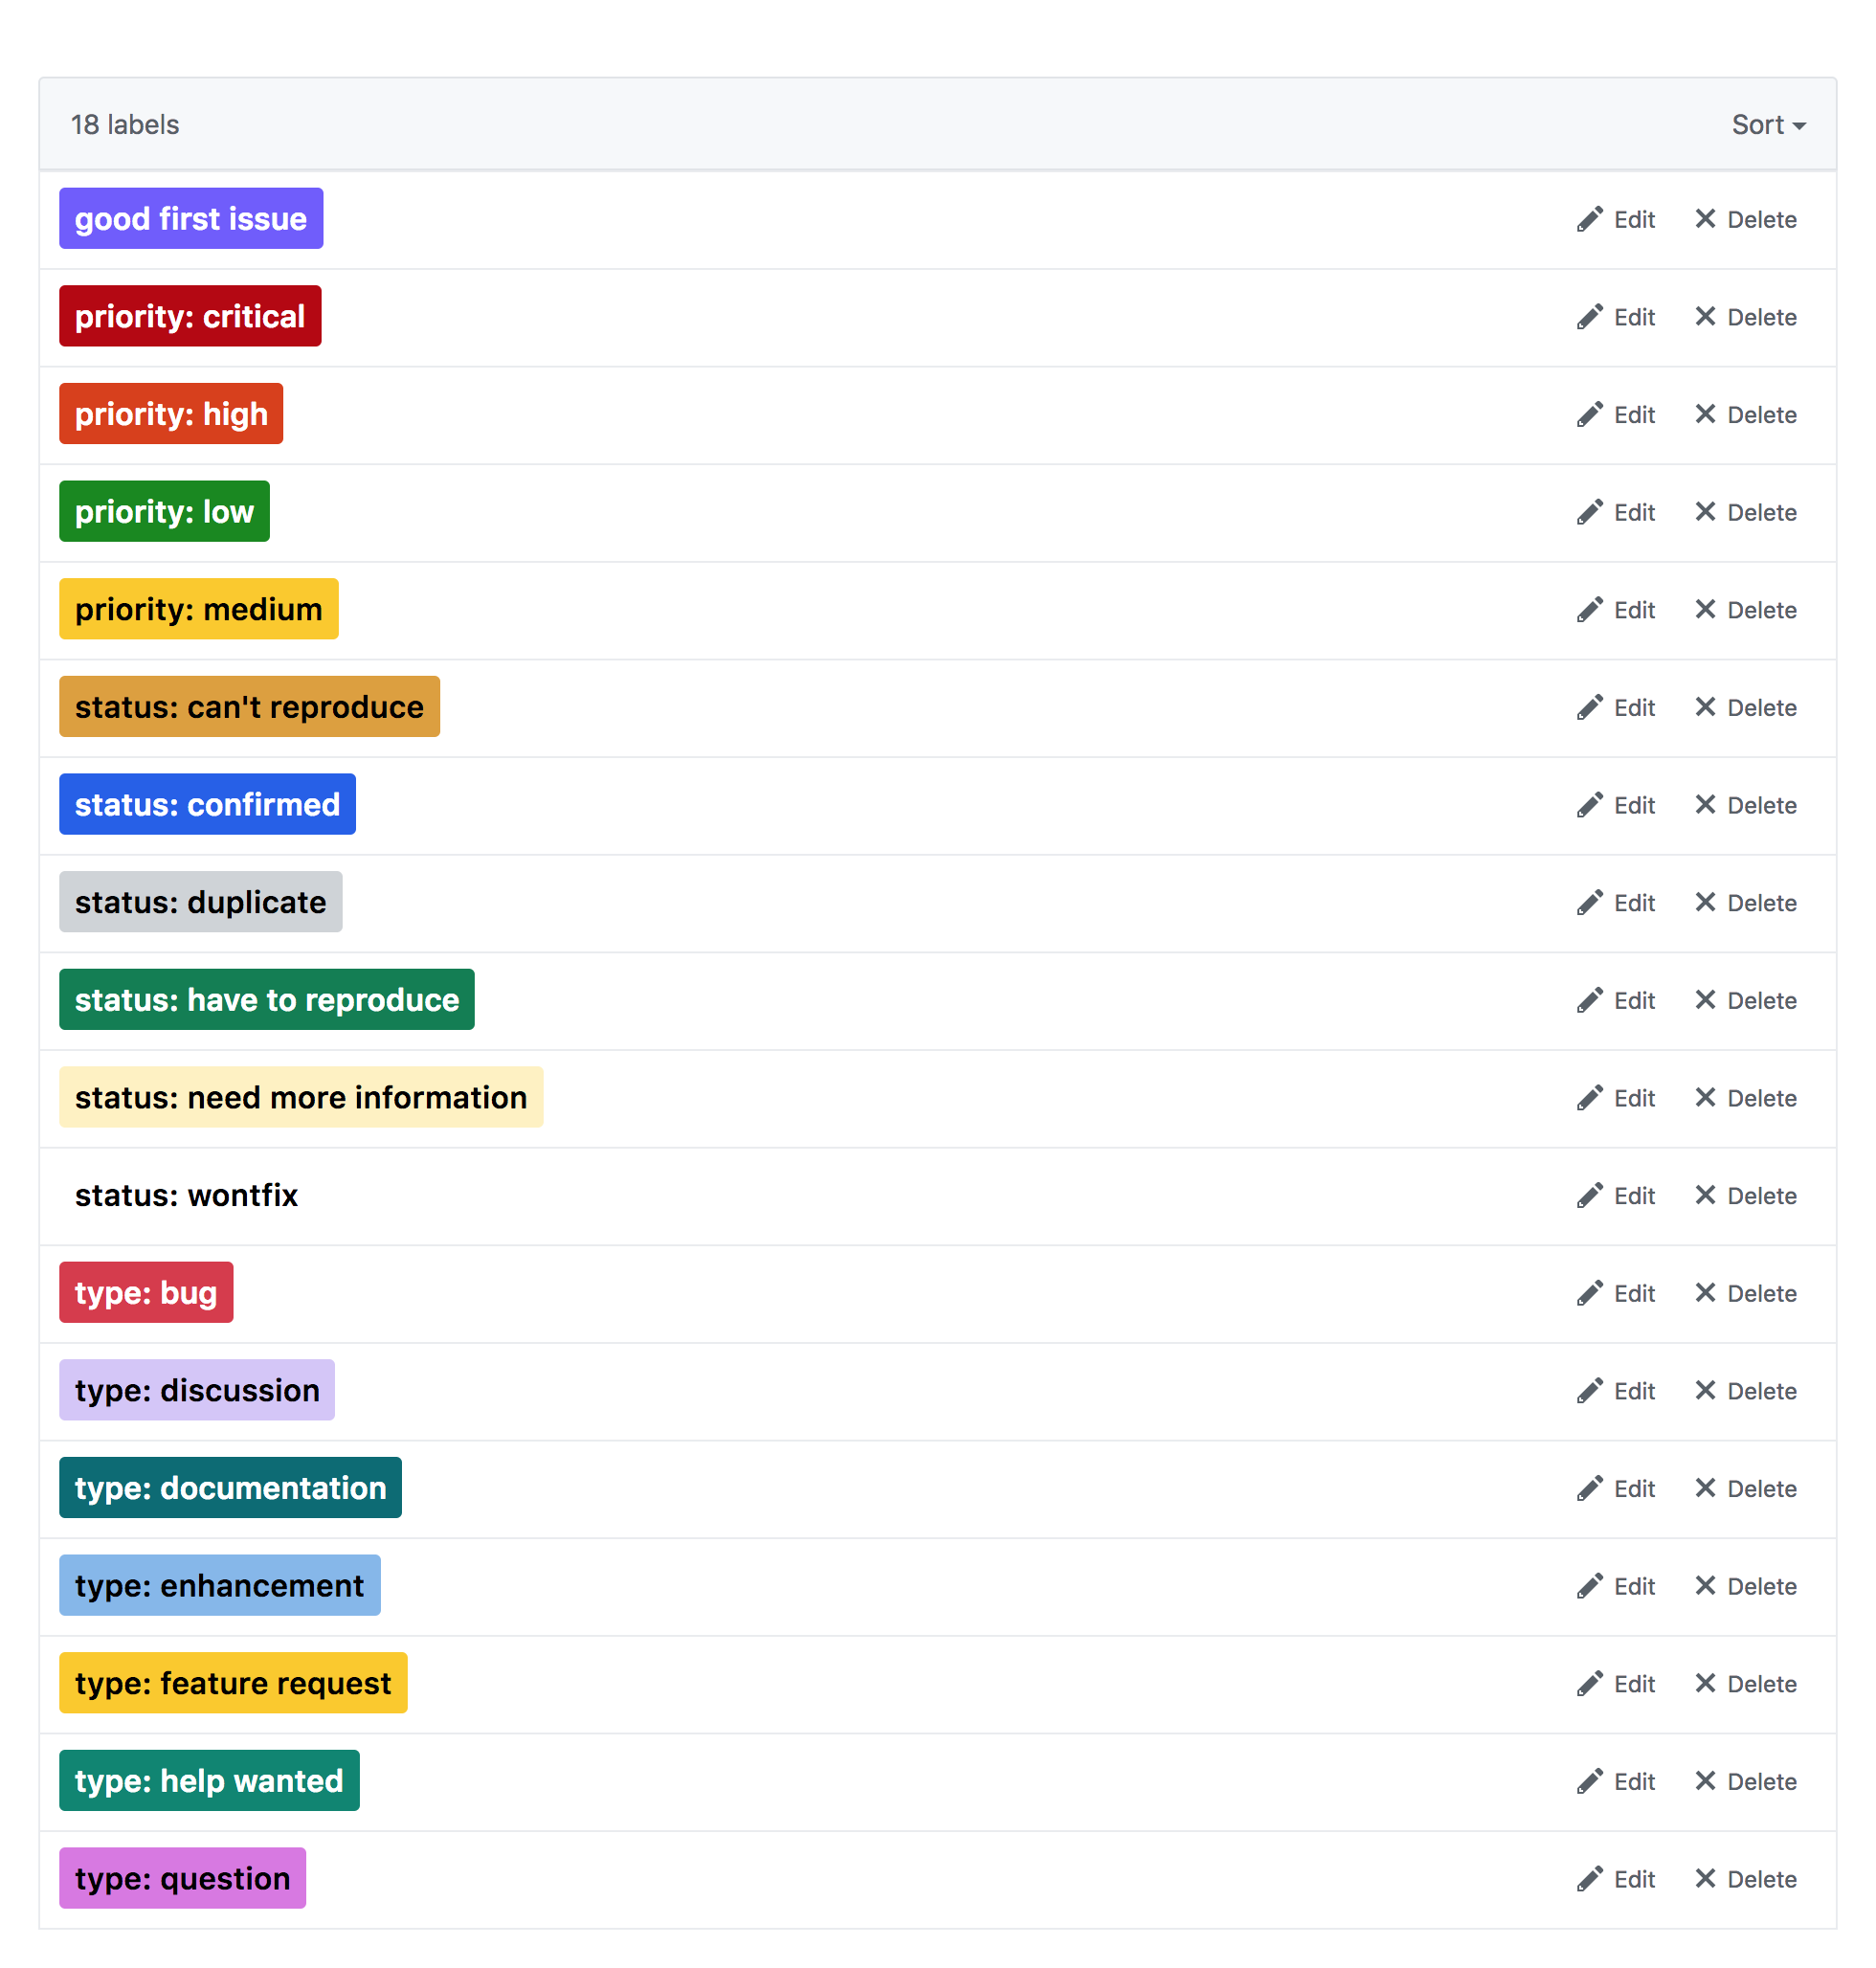 18 labels Sort
good first issue Edit Delete
priority: critical Edit Delete
priority: high Edit Delete
priority: low Edit Delete
priority: medium Edit Delete
status: can't reproduce Edit Delete
status: confirmed Edit Delete
status: duplicate Edit Delete
status: have to reproduce Edit Delete
status: need more information Edit Delete
status: wontfix Edit Delete
type: bug Edit Delete
type: discussion Edit Delete
type: documentation Edit Delete
type: enhancement Edit Delete
type: feature request Edit Delete
type: help wanted Edit Delete
type: question Edit Delete